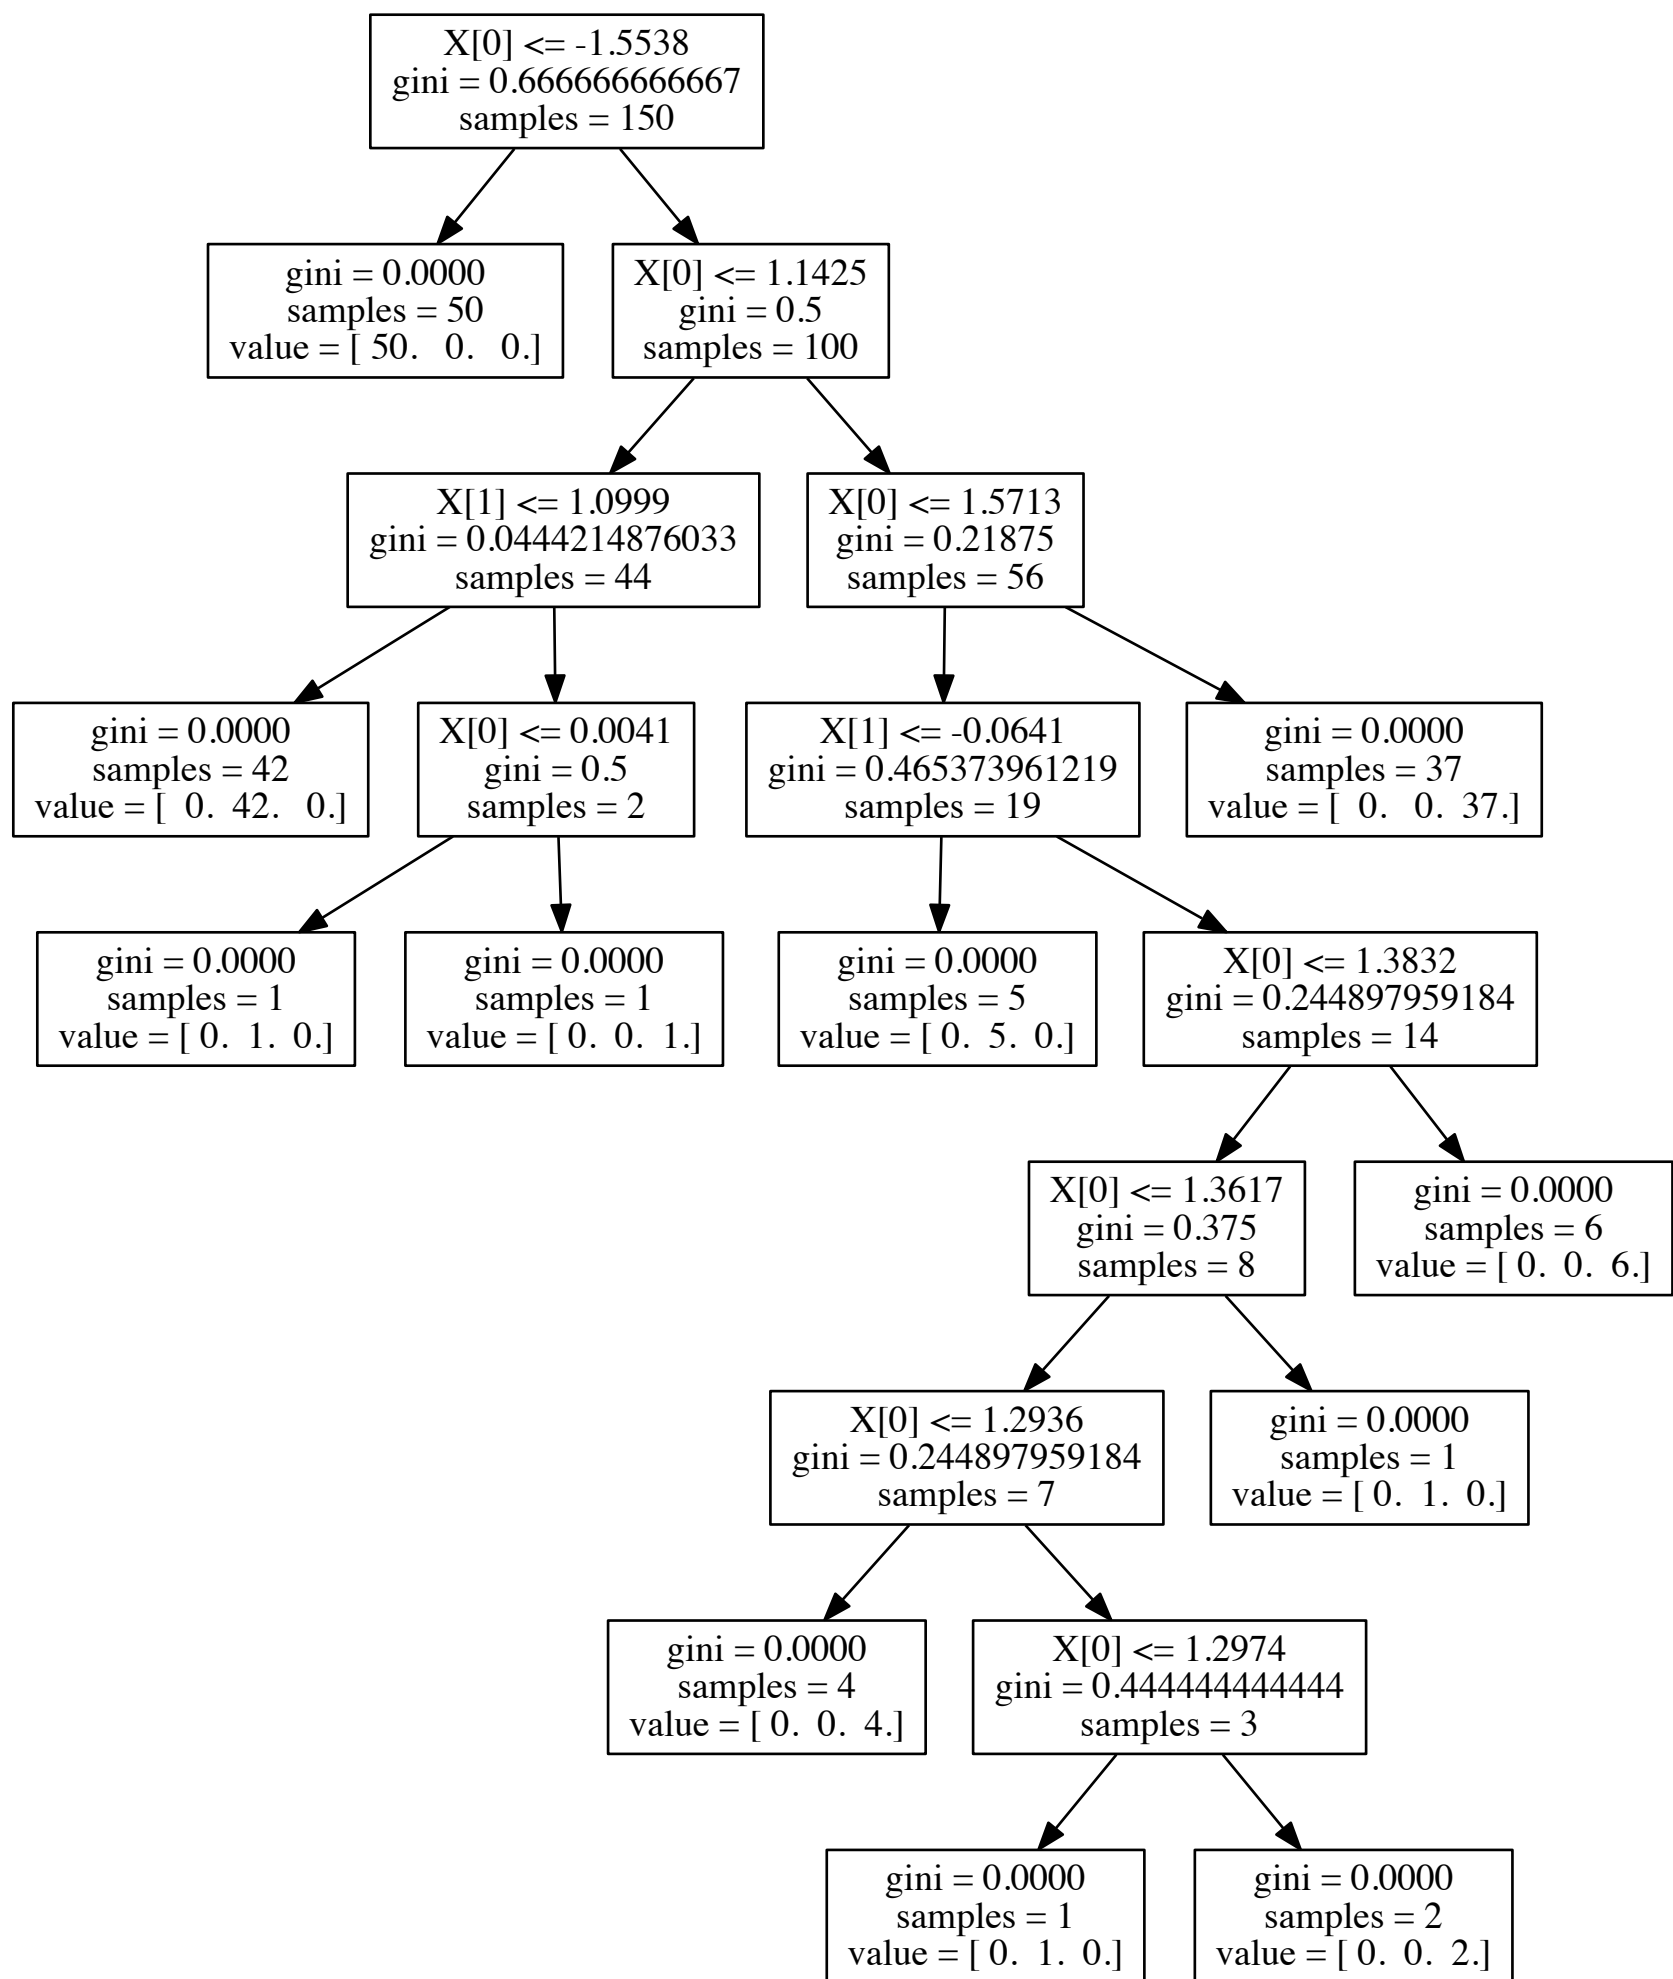 X[0] <= -1.5538
gini = 0.666666666667
samples = 150
gini = 0.0000
samples = 50
value = [ 50. 0. 0.]
X[0] <= 1.1425
gini = 0.5
samples = 100
X[1] <= 1.0999
gini = 0.0444214876033
samples = 44
X[0] <= 1.5713
gini = 0.21875
samples = 56
gini = 0.0000
samples = 42
value = [ 0. 42. 0.]
X[0] <= 0.0041
gini = 0.5
samples = 2
X[1] <= -0.0641
gini = 0.465373961219
samples = 19
gini = 0.0000
samples = 37
value = [ 0. 0. 37.]
gini = 0.0000
samples = 1
value = [ 0. 1. 0.]
gini = 0.0000
samples = 1
value = [ 0. 0. 1.]
gini = 0.0000
samples = 5
value = [ 0. 5. 0.]
X[0] <= 1.3832
gini = 0.244897959184
samples = 14
X[0] <= 1.3617
gini = 0.375
samples = 8
gini = 0.0000
samples = 6
value = [ 0. 0. 6.]
X[0] <= 1.2936
gini = 0.244897959184
samples = 7
gini = 0.0000
samples = 1
value = [ 0. 1. 0.]
gini = 0.0000
samples = 4
value = [ 0. 0. 4.]
X[0] <= 1.2974
gini = 0.444444444444
samples = 3
gini = 0.0000
samples = 1
value = [ 0. 1. 0.]
gini = 0.0000
samples = 2
value = [ 0. 0. 2.]